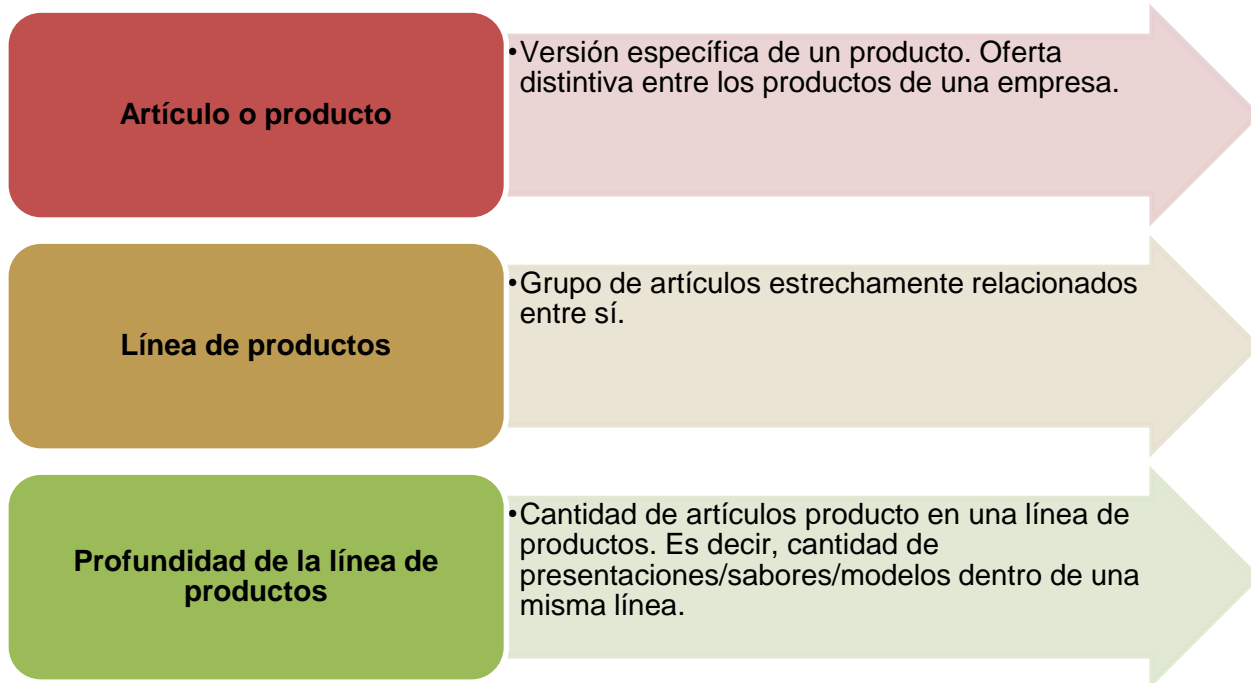 Artículo o producto
•Versión específica de un producto. Oferta
distintiva entre los productos de una empresa.
Línea de productos
•Grupo de artículos estrechamente relacionados
entre sí.
Profundidad de la línea de
productos
•Cantidad de artículos producto en una línea de
productos. Es decir, cantidad de
presentaciones/sabores/modelos dentro de una
misma línea.